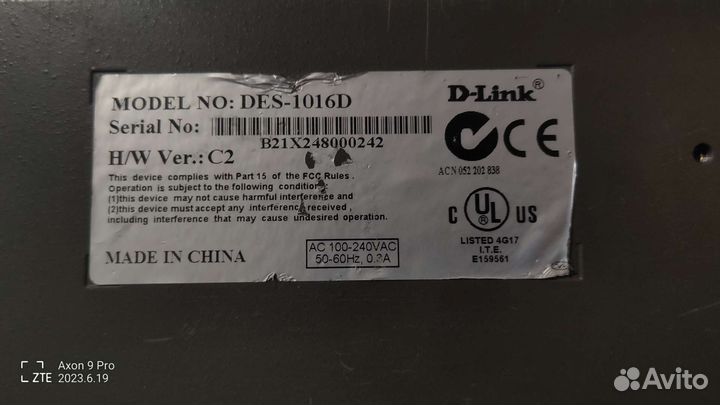 MODEL NO: DES-1016D
D-Link®
Serial No:
B21X248000242
H/W Ver.: C2
CE
ACN 052 202 838
This device complies with Part 15 of the FCC Rules.
Operation is subject to the following conditions:
(1)this device may not cause harmful interference and
(2)this device must accept any interference received,
including interference that may cause undesired operation.
C UL® US
LISTED 4G17
I.T.E.
E159561
MADE IN CHINA
AC 100-240VAC
50-60Hz, 0.3A
Axon 9 Pro
ZTE 2023.6.19
Avito